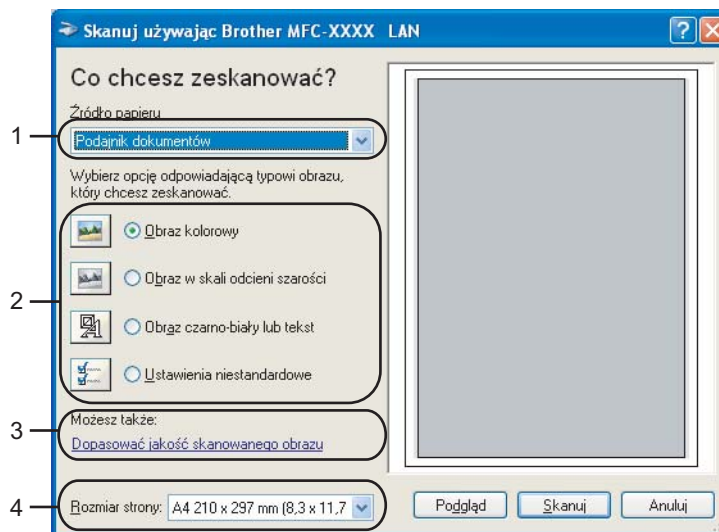 Skanuj używając Brother MFC-XXXX LAN
Co chcesz zeskanować?
Źródło papieru
1
Podajnik dokumentów
Wybierz opcję odpowiadającą typowi obrazu,
który chcesz zeskanować.
2
Obraz kolorowy
Obraz w skali odcieni szarości
Obraz czarno-biały lub tekst
Ustawienia niestandardowe
3
Możesz także:
Dopasować jakość skanowanego obrazu
4
Rozmiar strony: A4 210 x 297 mm (8,3 x 11,7
Podgląd Skanuj Anuluj